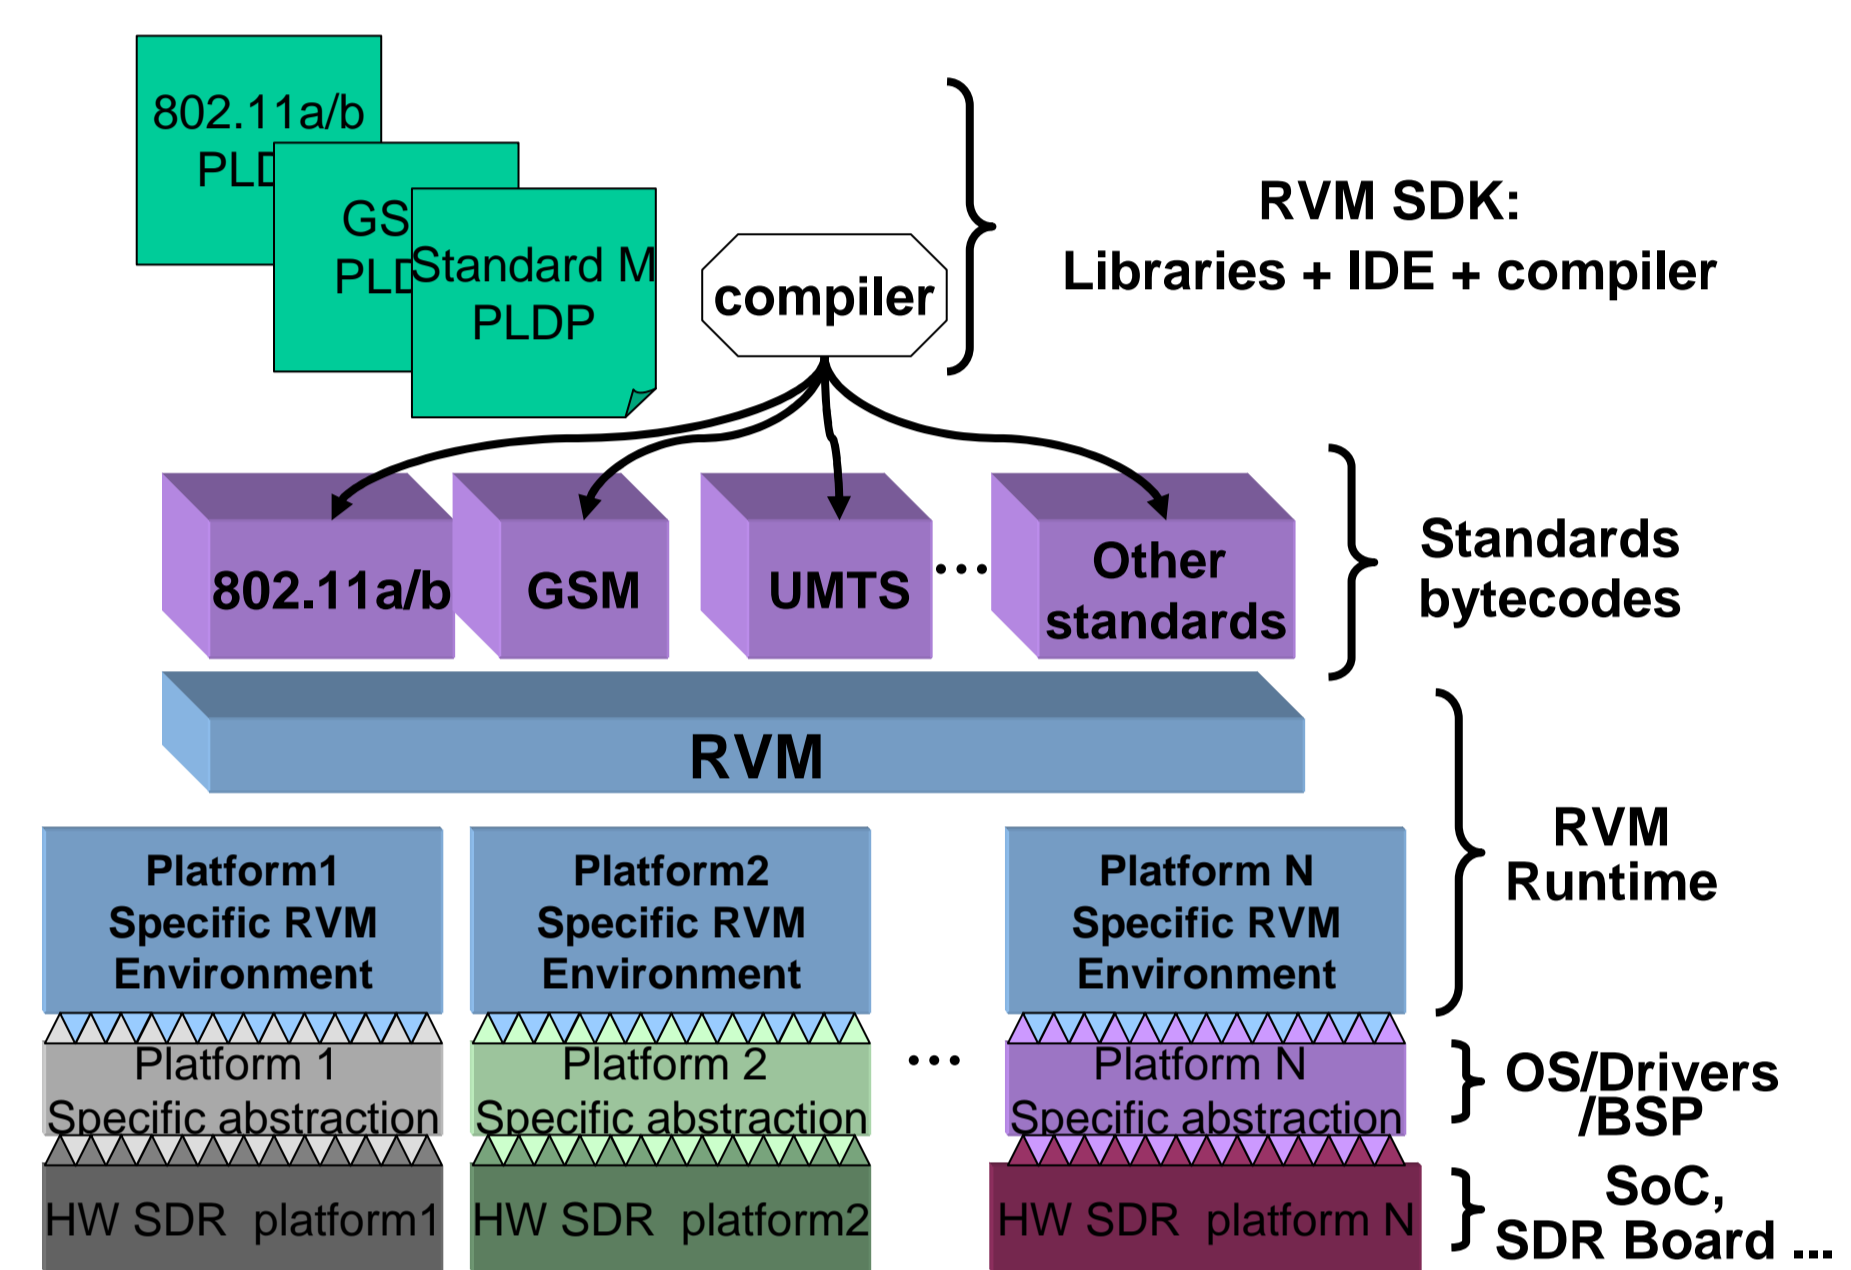 802.11a/b
PLD
GS
PLD
Standard M
PLDP
compiler
RVM SDK:
Libraries + IDE + compiler
802.11a/b
GSM
UMTS
...
Other
standards
Standards
bytecodes
RVM
RVM
Runtime
Platform1
Specific RVM
Environment
Platform2
Specific RVM
Environment
Platform N
Specific RVM
Environment
Platform 1
Specific abstraction
Platform 2
Specific abstraction
...
Platform N
Specific abstraction
OS/Drivers
/BSP
HW SDR platform1
HW SDR platform2
HW SDR platform N
SoC,
SDR Board ...